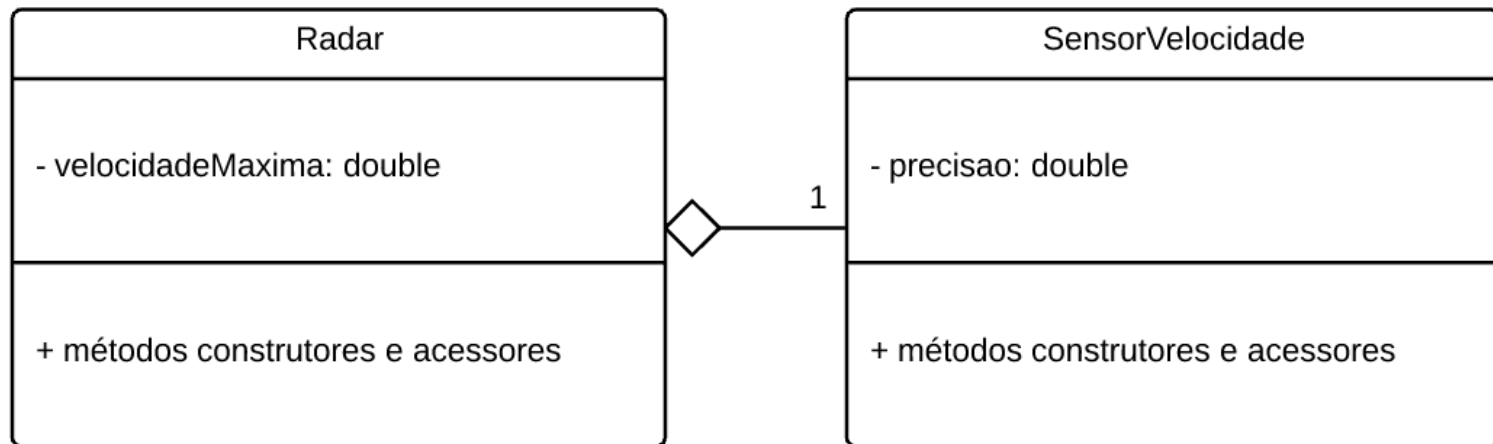 Radar
- velocidadeMaxima: double
+ métodos construtores e acessores
1
SensorVelocidade
- precisao: double
+ métodos construtores e acessores